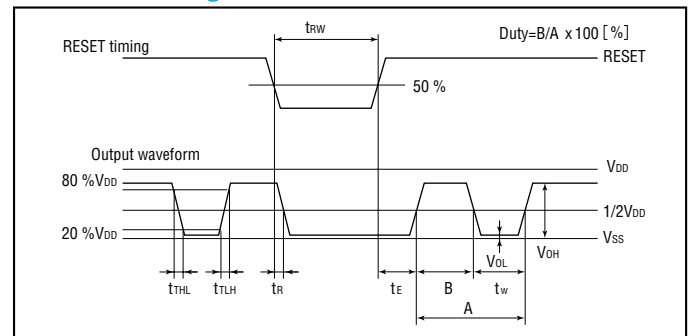 tRW
Duty=B/A x100 [%]
RESET timing
RESET
50 %
Output waveform
VDD
80 %VDD
1/2VDD
20 %VDD
VSS
VOL
VOH
tTHL
tTLH
tR
tE
B
tw
A